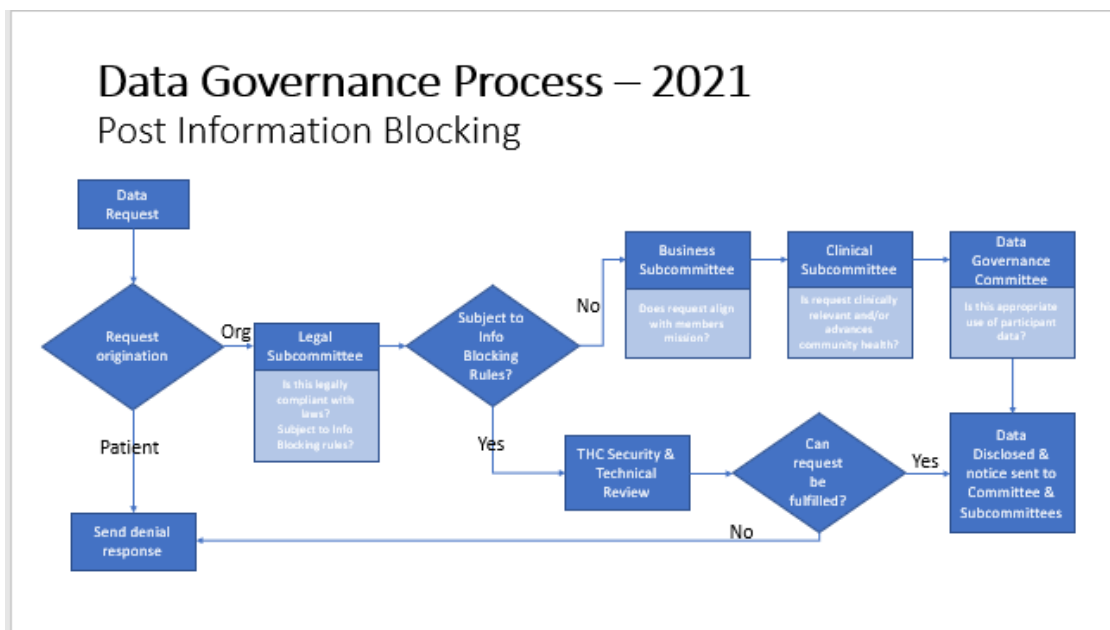 Data Governance Process – 2021
Post Information Blocking
Data
Request
Request
origination
Org
Patient
Send denial
response
Legal
Subcommittee
Is this legally
compliant with
laws?
Subject to Info
Blocking rules?
Subject to
Info
Blocking
Rules?
No
Yes
Business
Subcommittee
Does request align
with members
mission?
Clinical
Subcommittee
Is request clinically
relevant and/or
advances
community health?
Data
Governance
Committee
Is this appropriate
use of participant
data?
THC Security &
Technical
Review
Can
request
be
fulfilled?
Yes
No
Data
Disclosed &
notice sent to
Committee &
Subcommittees